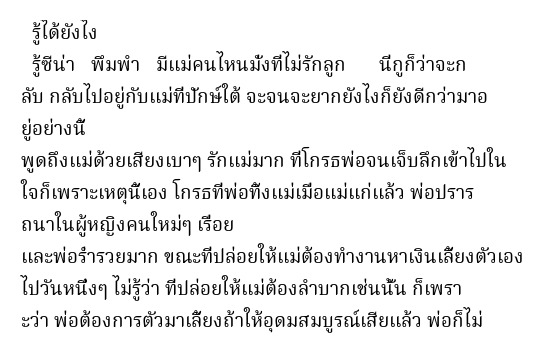 รู้ได้ยังไง
รู้ซีน่า พึมพำ มีแม่คนไหนมั่งที่ไม่รักลูก นี่กูก็ว่าจะก
ลับ กลับไปอยู่กับแม่ที่ปักษ์ใต้ จะจนจะยากยังไงก็ยังดีกว่ามาอ
ยู่อย่างนี้
พูดถึงแม่ด้วยเสียงเบาๆ รักแม่มาก ที่โกรธพ่อจนเจ็บลึกเข้าไปใน
ใจก็เพราะเหตุนี้เอง โกรธที่พ่อทิ้งแม่เมื่อแม่แก่แล้ว พ่อปราร
ถนาในผู้หญิงคนใหม่ๆ เรื่อย
และพ่อร่ำรวยมาก ขณะที่ปล่อยให้แม่ต้องทำงานหาเงินเลี้ยงตัวเอง
ไปวันหนึ่งๆ ไม่รู้ว่า ที่ปล่อยให้แม่ต้องลำบากเช่นนั้น ก็เพรา
ะว่า พ่อต้องการตัวมาเลี้ยงถ้าให้อุดมสมบูรณ์เสียแล้ว พ่อก็ไม่